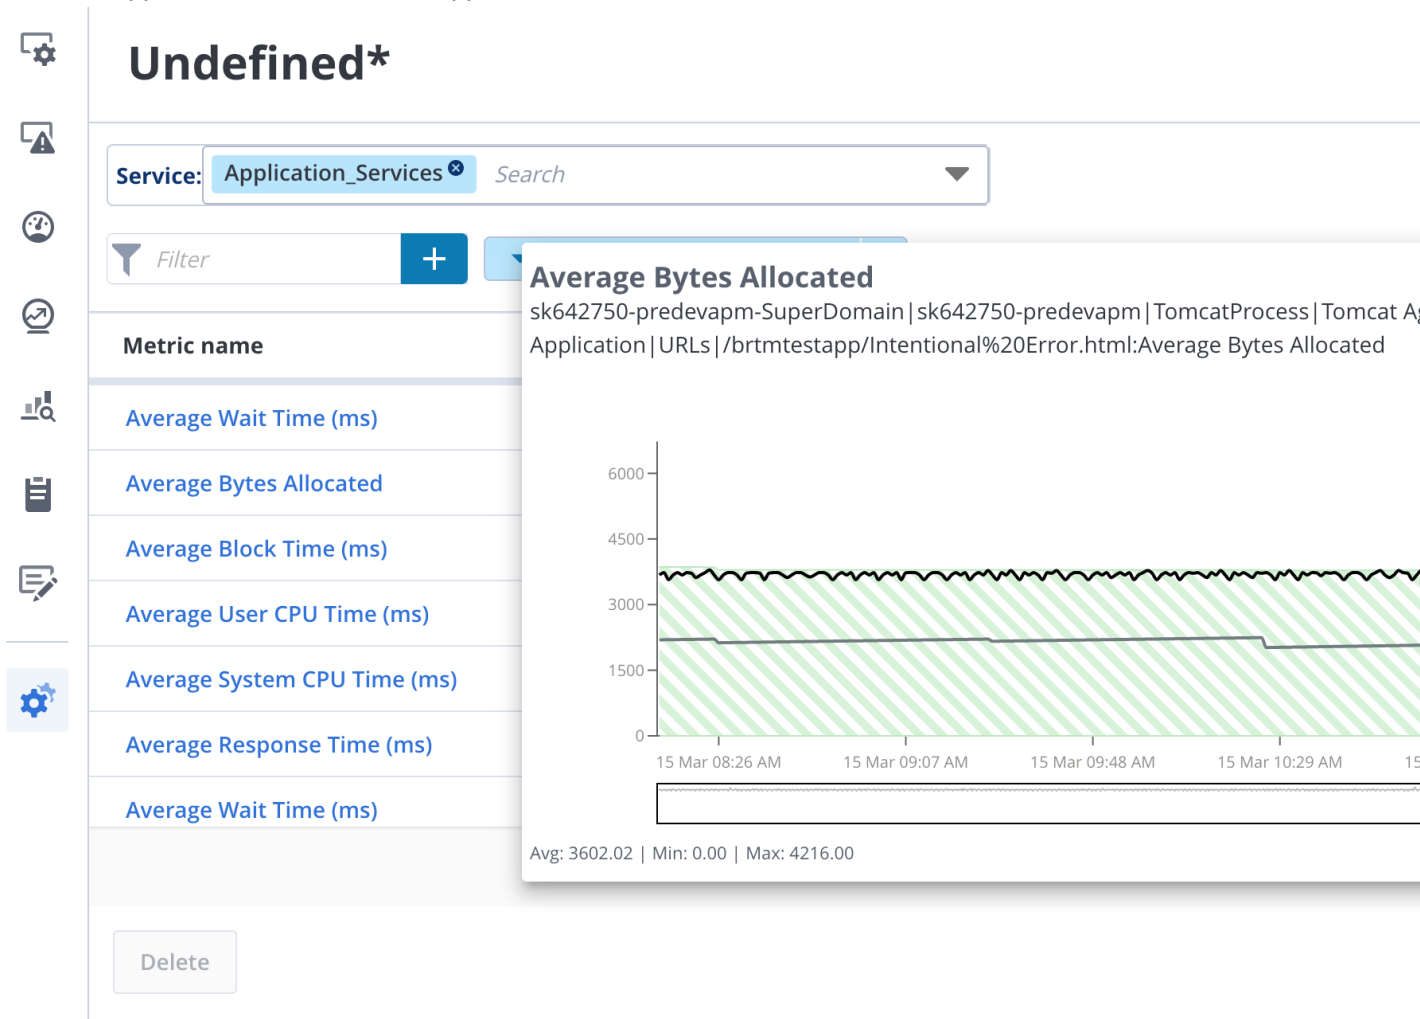 Undefined*
Service: Application_Services Search
Filter +
Metric name
Average Wait Time (ms)
Average Bytes Allocated
Average Block Time (ms)
Average User CPU Time (ms)
Average System CPU Time (ms)
Average Response Time (ms)
Average Wait Time (ms)
Delete
Average Bytes Allocated
sk642750-predevapm-SuperDomain|sk642750-predevapm|TomcatProcess|Tomcat Ag
Application|URLs|/brtmtestapp/Intentional%20Error.html:Average Bytes Allocated
6000
4500
3000
1500
0
15 Mar 08:26 AM 15 Mar 09:07 AM 15 Mar 09:48 AM 15 Mar 10:29 AM 15
Avg: 3602.02 | Min: 0.00 | Max: 4216.00